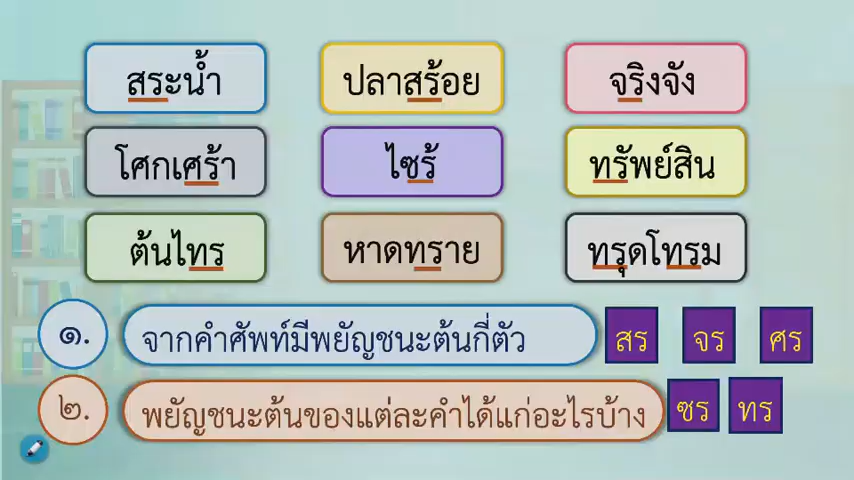 สระน้ำ
ปลาสร้อย
จริงจัง
โศกเศร้า
ไซร้
ทรัพย์สิน
ต้นไทร
หาดทราย
ทรุดโทรม
๑. จากคำศัพท์มีพยัญชนะต้นกี่ตัว สร จร ศร
๒. พยัญชนะต้นของแต่ละคำได้แก่อะไรบ้าง ซร ทร